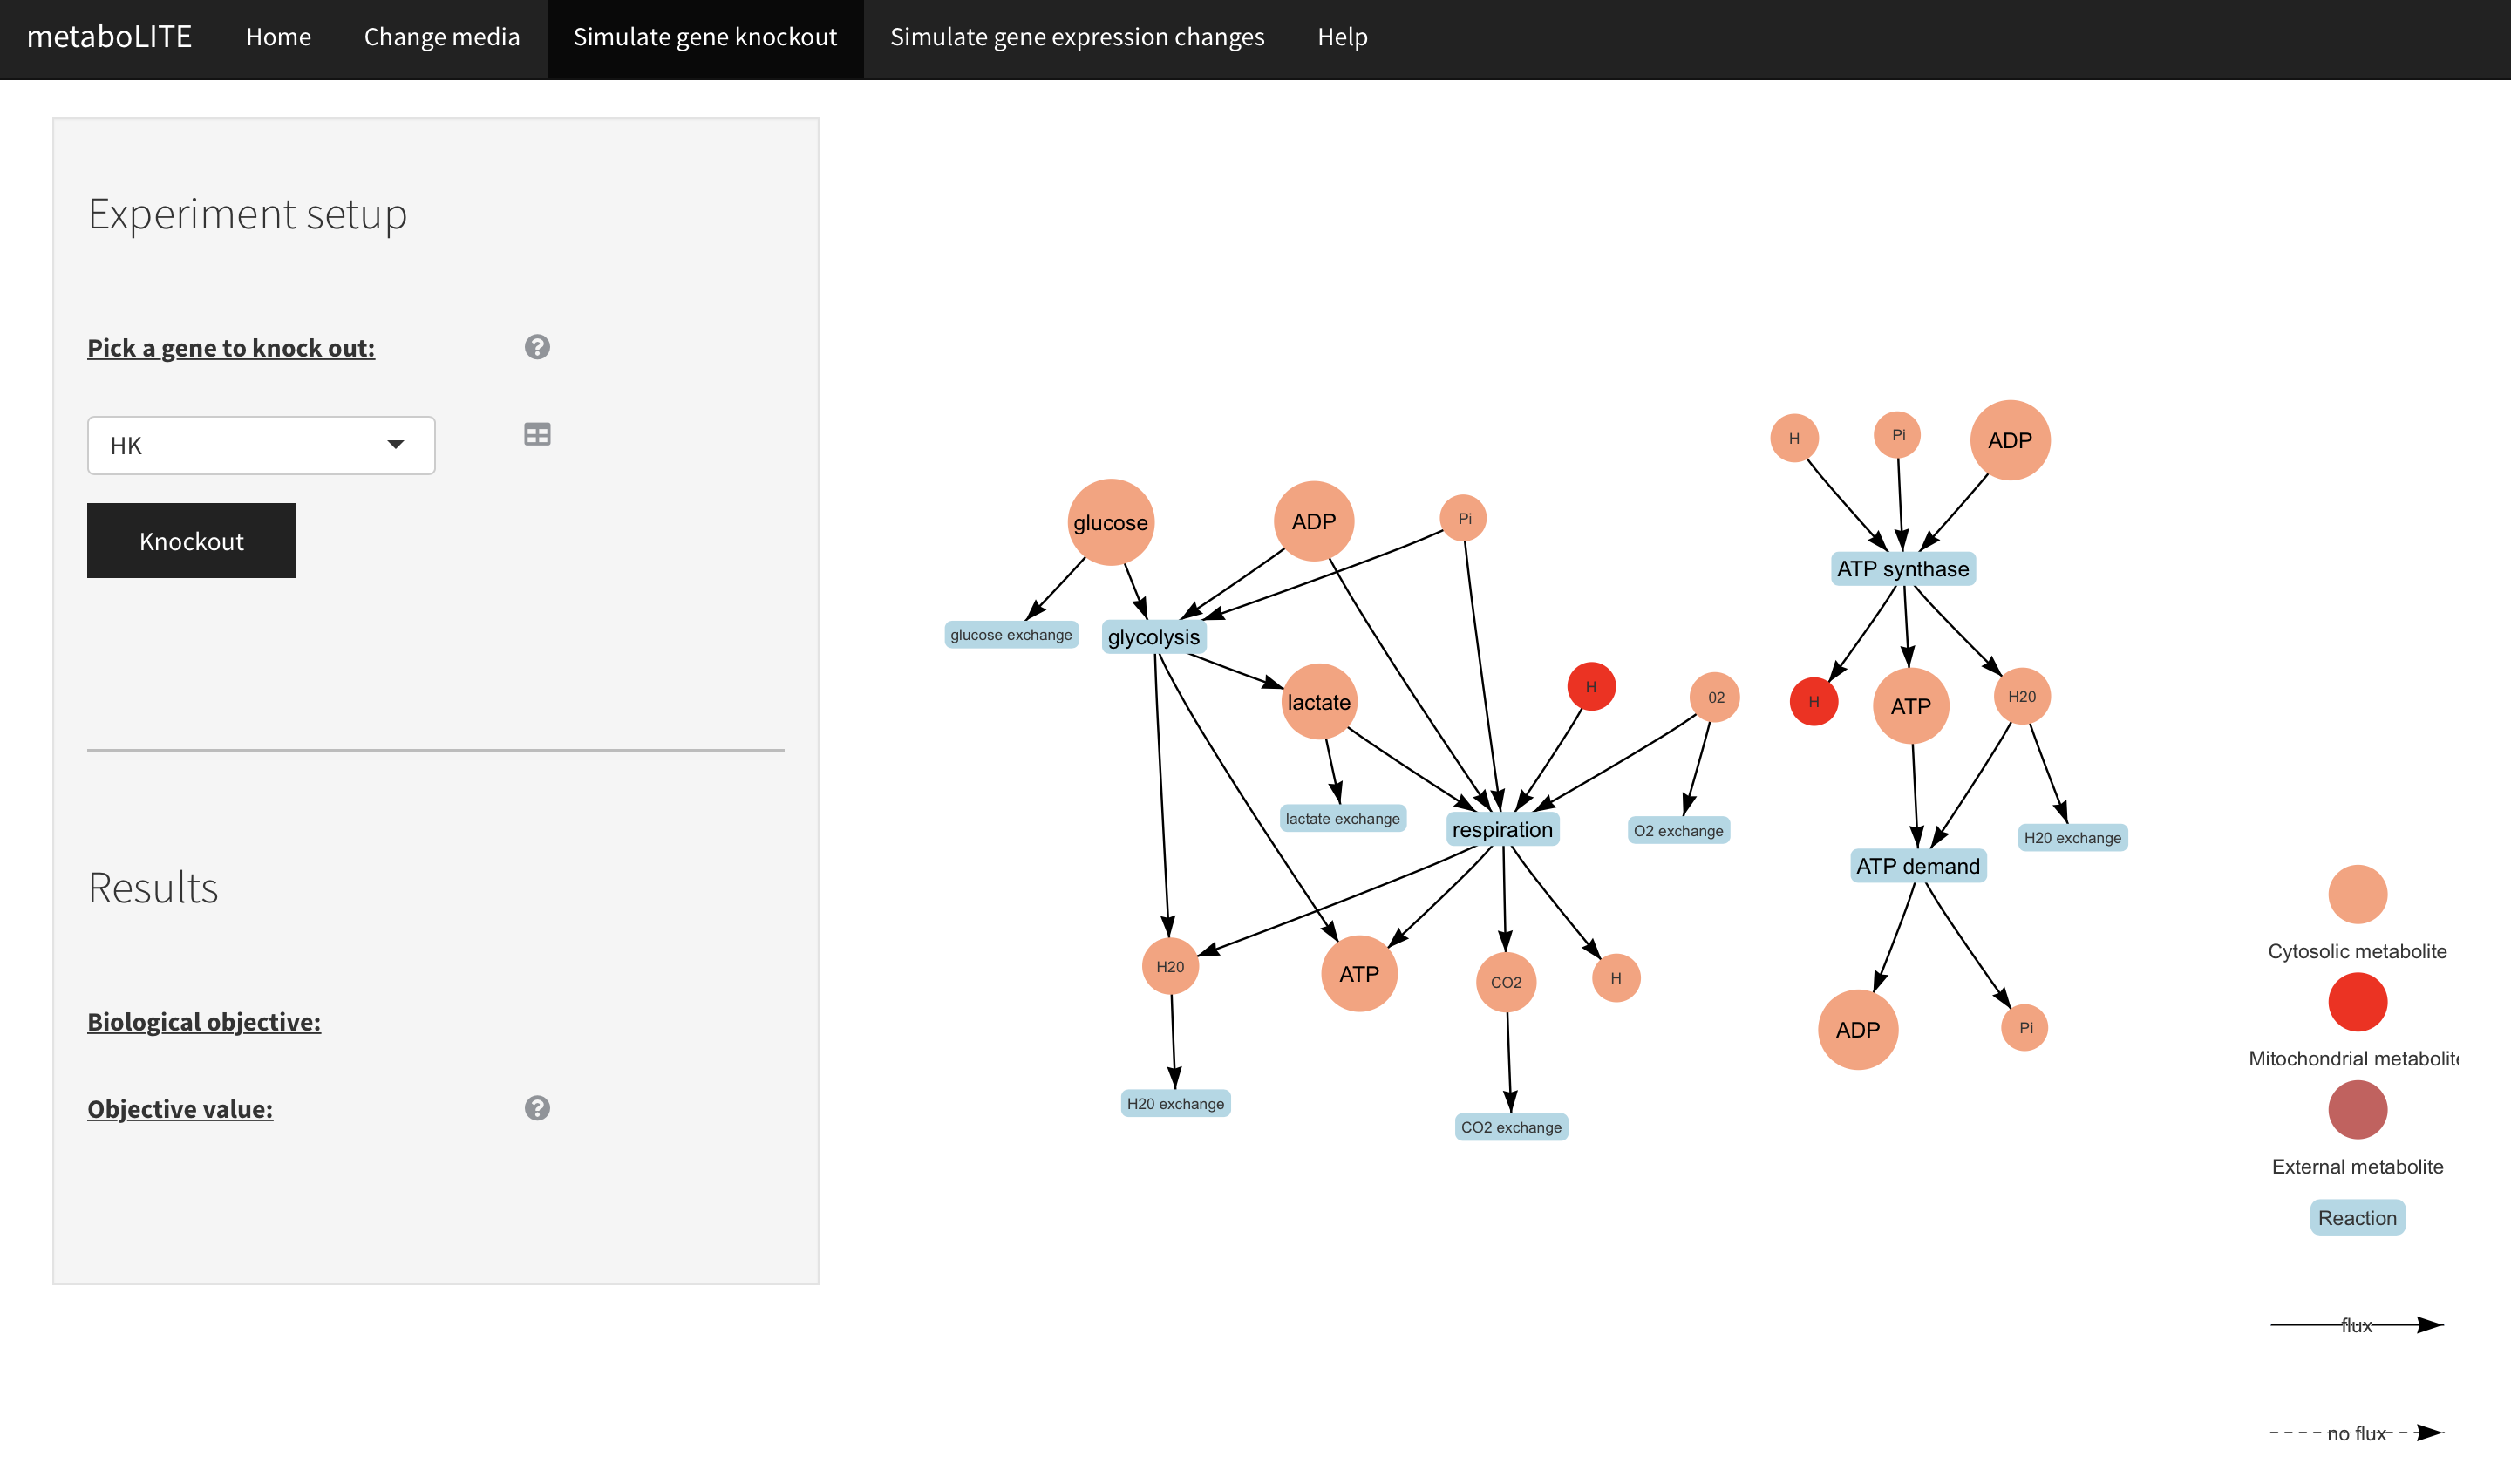 metaboLITE Home Change media Simulate gene knockout Simulate gene expression changes Help
Experiment setup
Pick a gene to knock out:
HK
Knockout
Results
Biological objective:
Objective value:
H Pi ADP
glucose ADP Pi
ATP synthase
glucose exchange glycolysis
lactate H 02 H ATP H20
lactate exchange respiration O2 exchange H20 exchange
ATP demand
H20 ATP CO2 H
ADP Pi
H20 exchange
CO2 exchange
Cytosolic metabolite
Mitochondrial metabolite
External metabolite
Reaction
flux
no flux